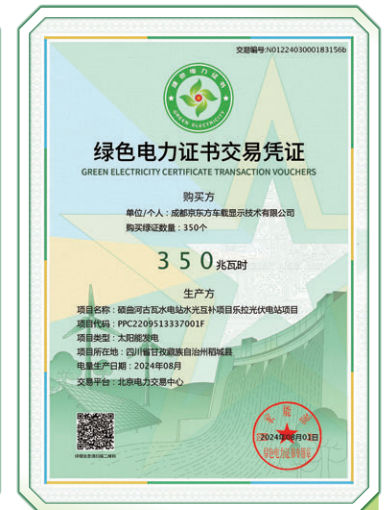 交易编号:N0122403000183156b
绿色电力证书
GREEN ELECTRICITY
绿色电力证书交易凭证
GREEN ELECTRICITY CERTIFICATE TRANSACTION VOUCHERS
购买方
单位/个人：成都京东方车载显示技术有限公司
购买绿证数量：350个
350兆瓦时
生产方
项目名称：硕曲河古瓦水电站水光互补项目乐拉光伏电站项目
项目代码：PPC2209513337001F
项目类型：太阳能发电
项目所在地：四川省甘孜藏族自治州稻城县
电量生产日期：2024年08月
交易平台：北京电力交易中心
2024年08月01日